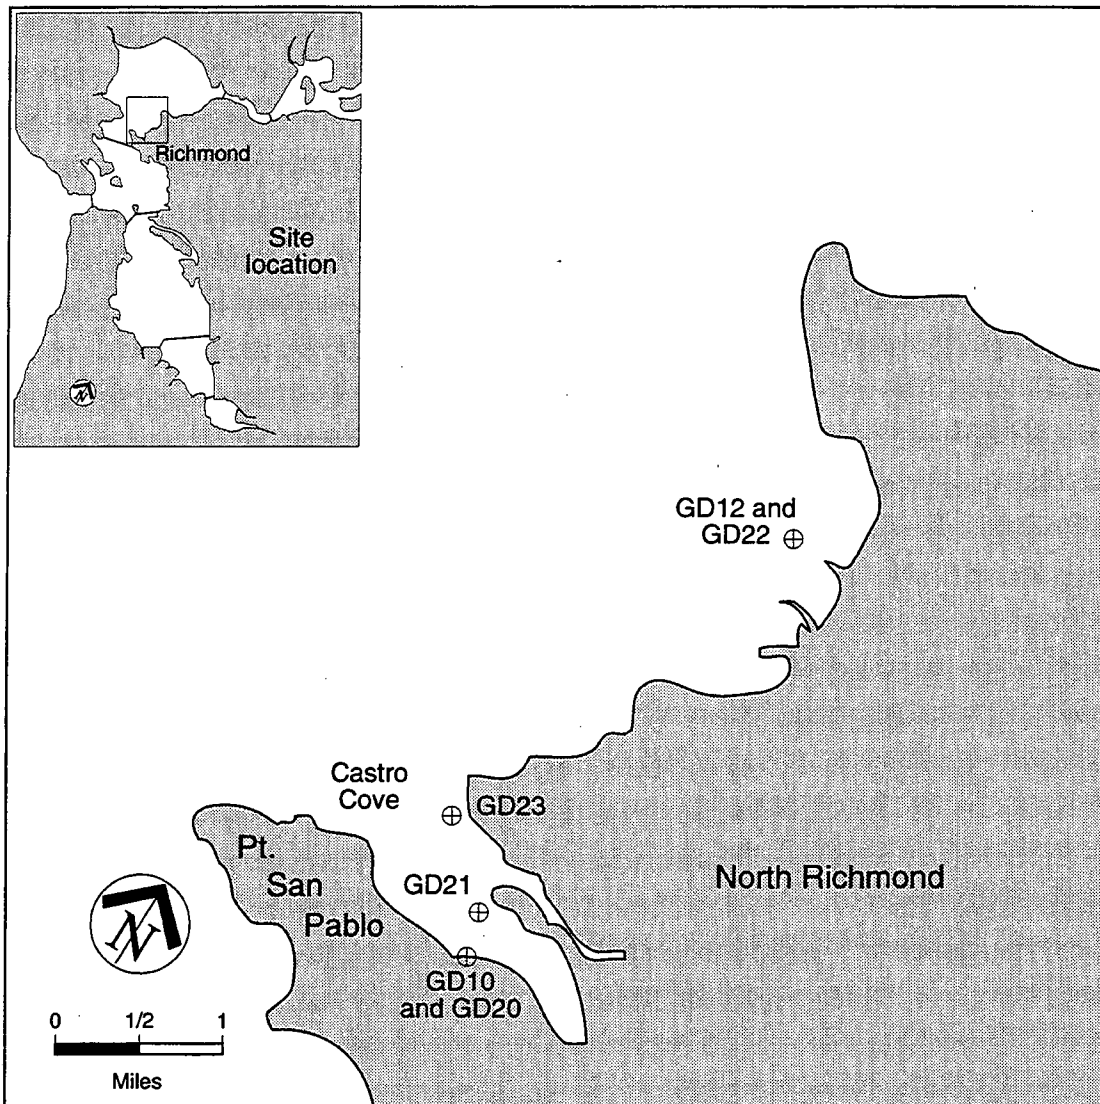 Richmond
Site
location
N
GD12 and
GD22
Castro
Cove
GD23
Pt.
San
Pablo
GD21
North Richmond
N
GD10
and GD20
0 1/2 1
Miles